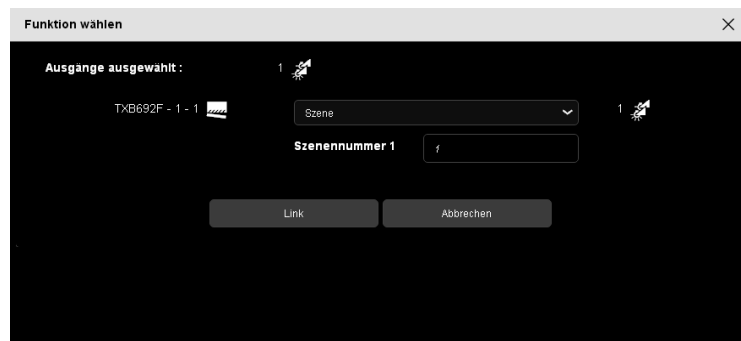 Funktion wählen
Ausgänge ausgewählt : 1
TXB692F - 1 - 1 Szene 1
Szenennummer 1 1
Link Abbrechen